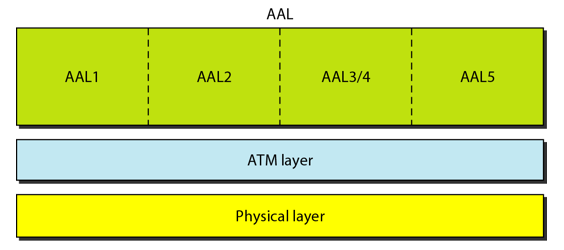 AAL
AAL1 AAL2 AAL3/4 AAL5
ATM layer
Physical layer